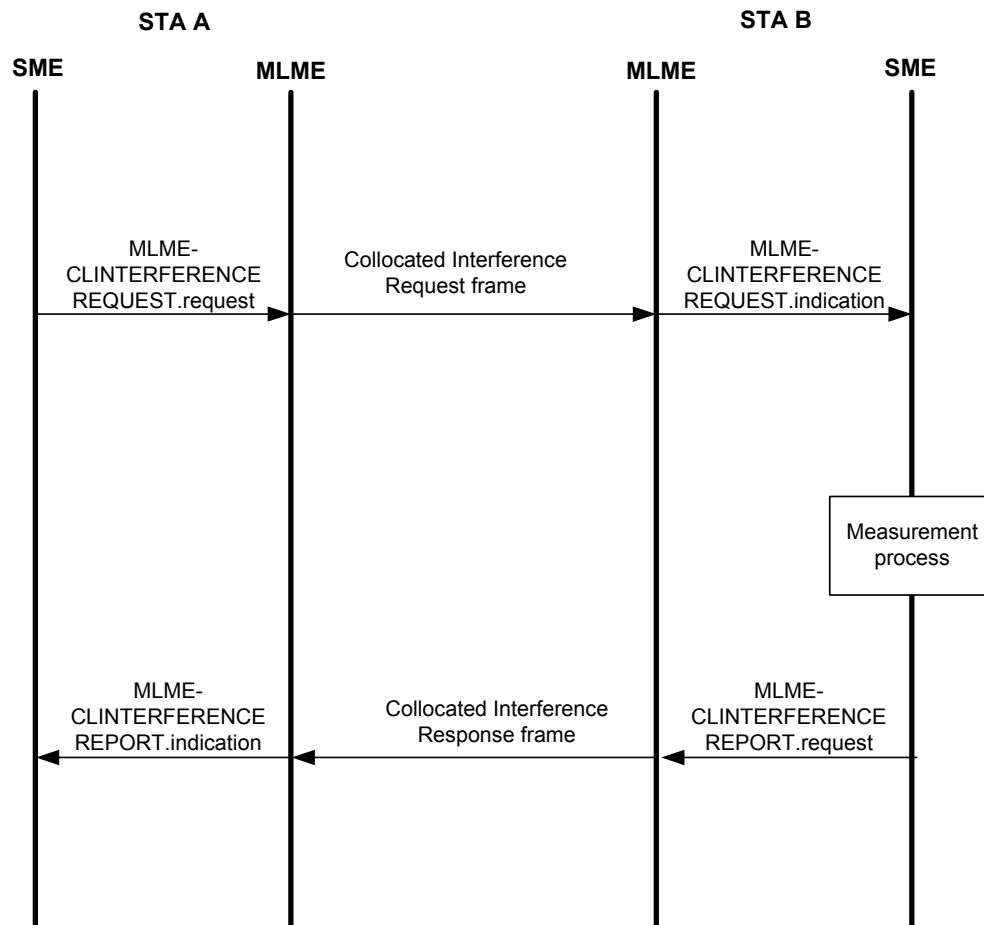 STA A
STA B
SME
MLME
MLME
SME
MLME-
CLINTERFERENCE
REQUEST.request
Collocated Interference
Request frame
MLME-
CLINTERFERENCE
REQUEST.indication
Measurement
process
MLME-
CLINTERFERENCE
REPORT.indication
Collocated Interference
Response frame
MLME-
CLINTERFERENCE
REPORT.request